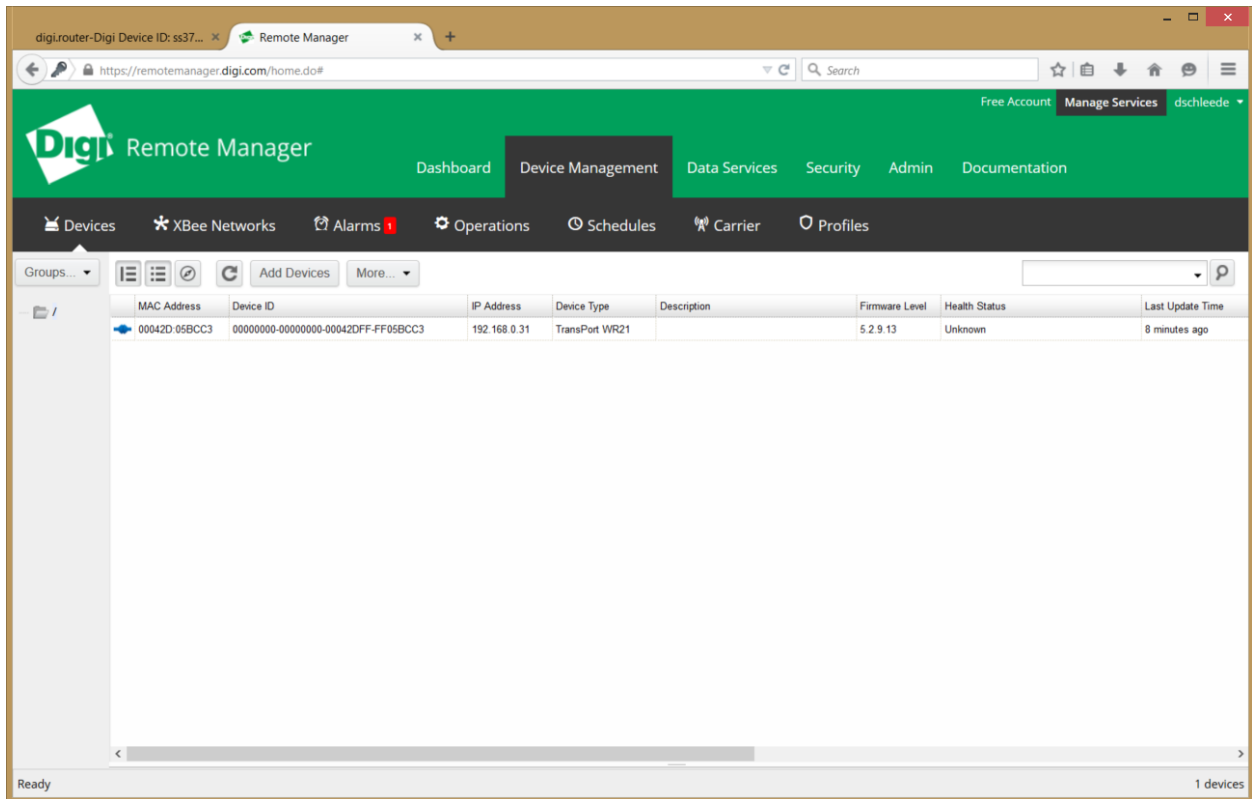 digi.router-Digi Device ID: ss37... × Remote Manager × +
https://remotemanager.digi.com/home.do# Search
Free Account Manage Services dschleede
Digi Remote Manager
Dashboard Device Management Data Services Security Admin Documentation
Devices XBee Networks Alarms 1 Operations Schedules Carrier Profiles
Groups... Add Devices More...
/ MAC Address Device ID IP Address Device Type Description Firmware Level Health Status Last Update Time
00042D:05BCC3 00000000-00000000-00042DFF-FF05BCC3 192.168.0.31 TransPort WR21 5.2.9.13 Unknown 8 minutes ago
Ready 1 devices